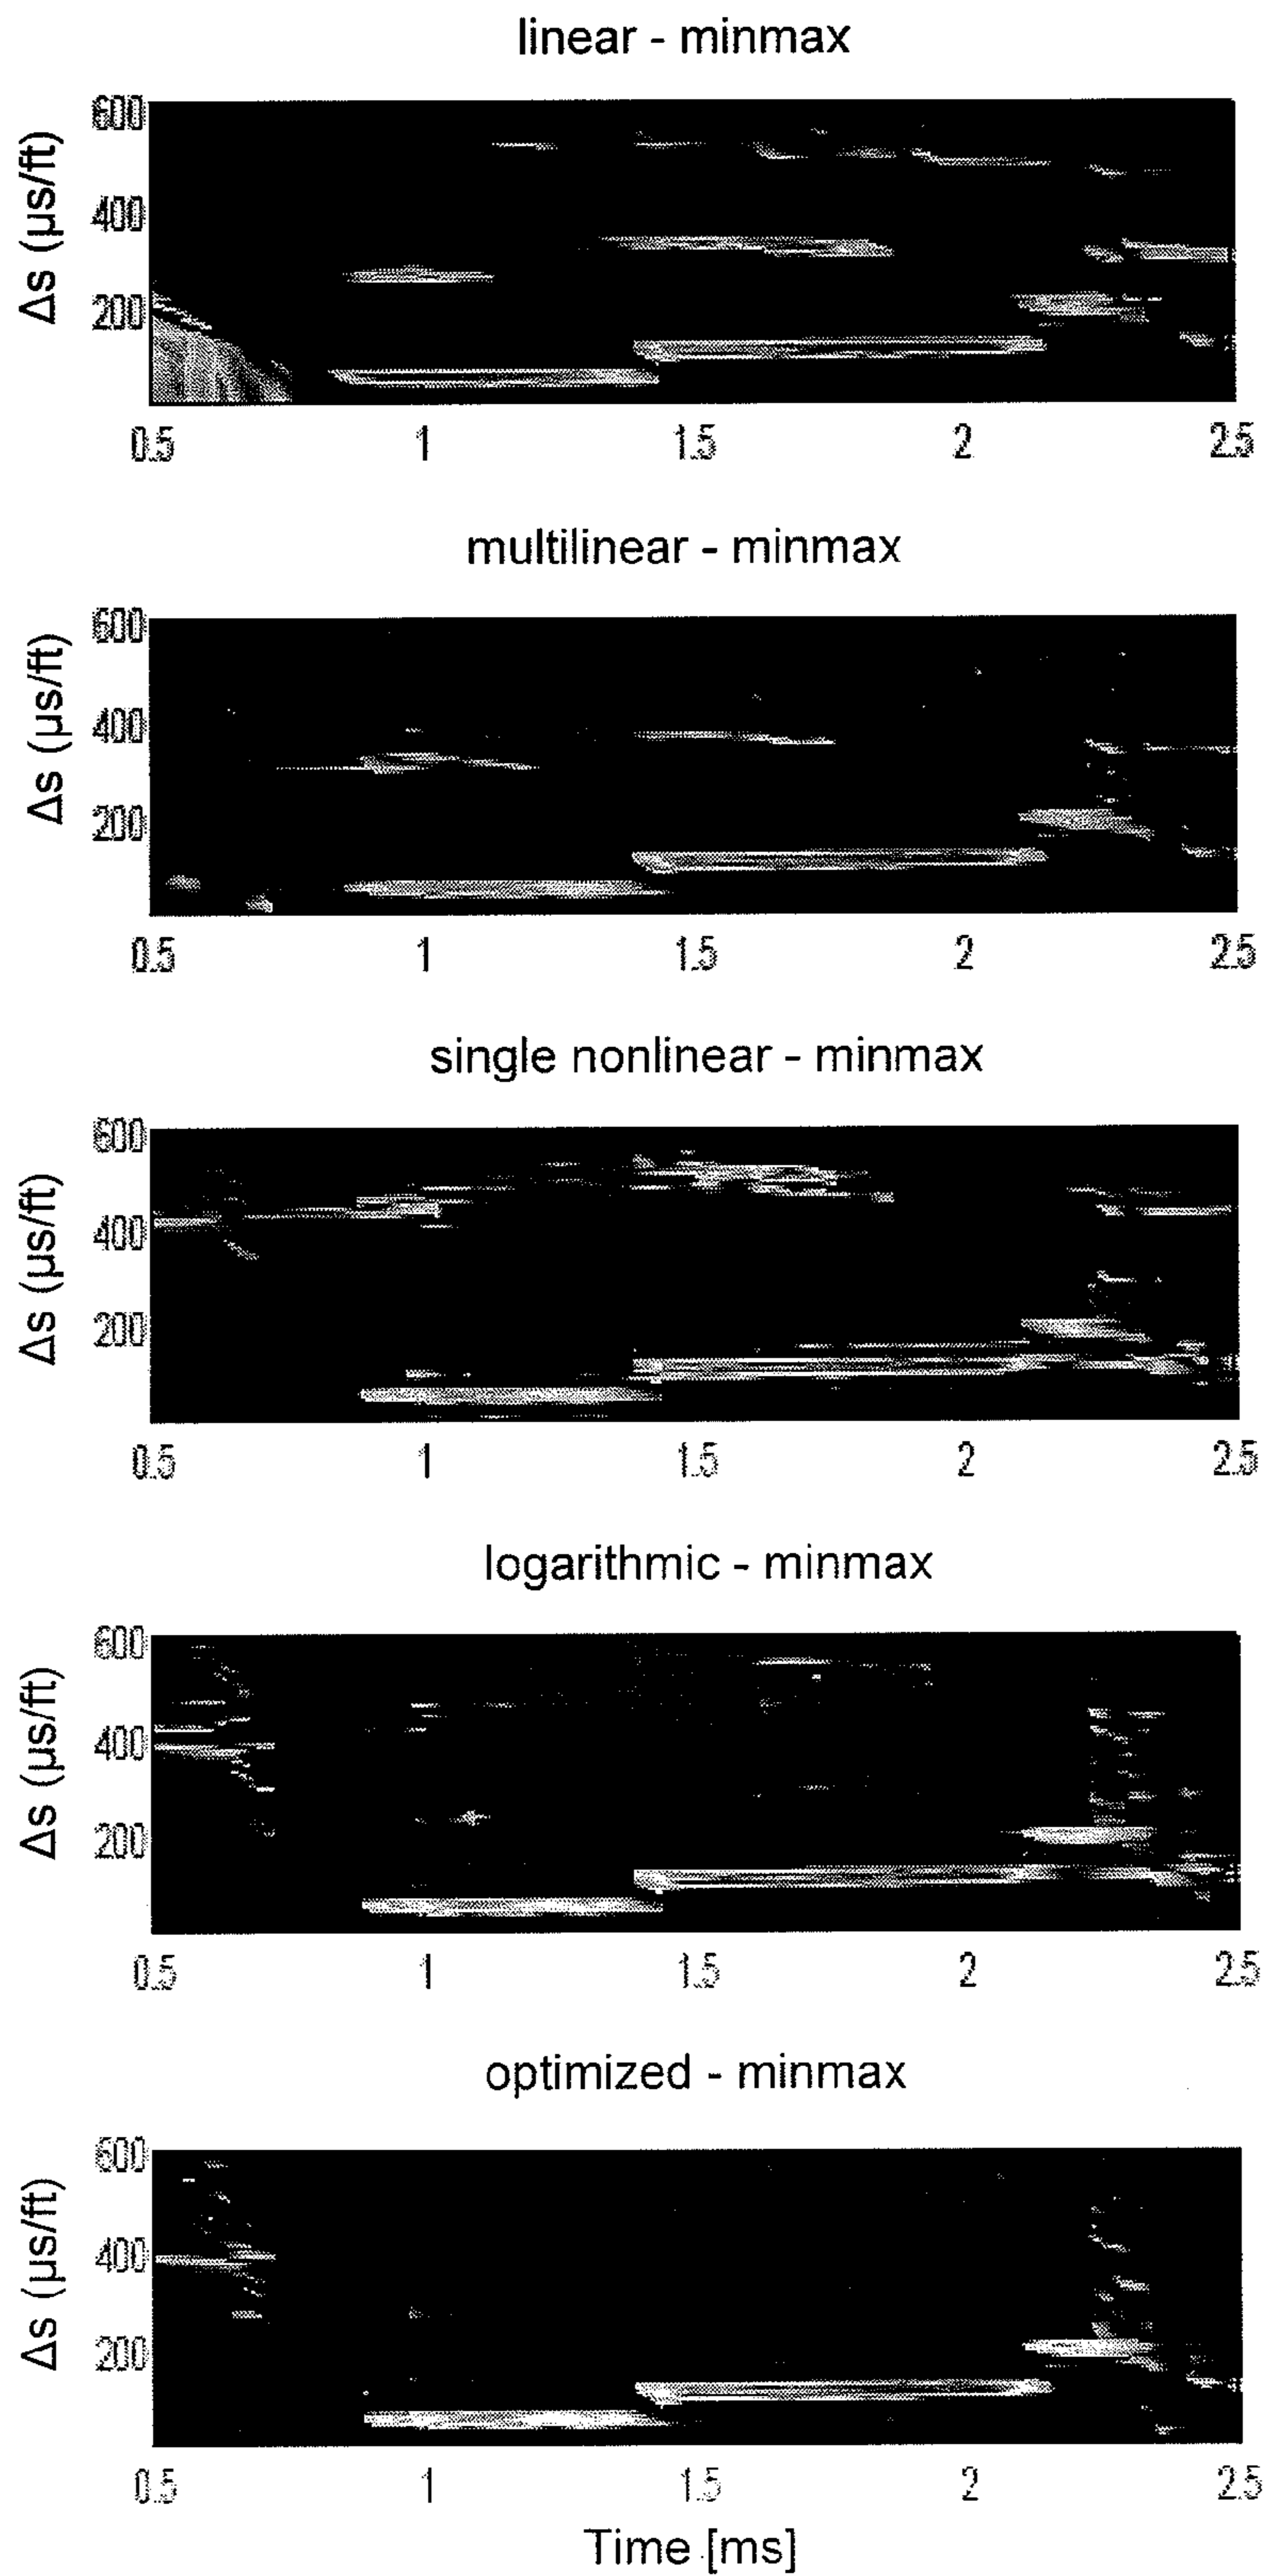 linear - minmax
600
400
200
Δs (µs/ft)
0.5 1 1.5 2 2.5
multilinear - minmax
600
400
200
Δs (µs/ft)
0.5 1 1.5 2 2.5
single nonlinear - minmax
600
400
200
Δs (µs/ft)
0.5 1 1.5 2 2.5
logarithmic - minmax
600
400
200
Δs (µs/ft)
0.5 1 1.5 2 2.5
optimized - minmax
600
400
200
Δs (µs/ft)
0.5 1 1.5 2 2.5
Time [ms]